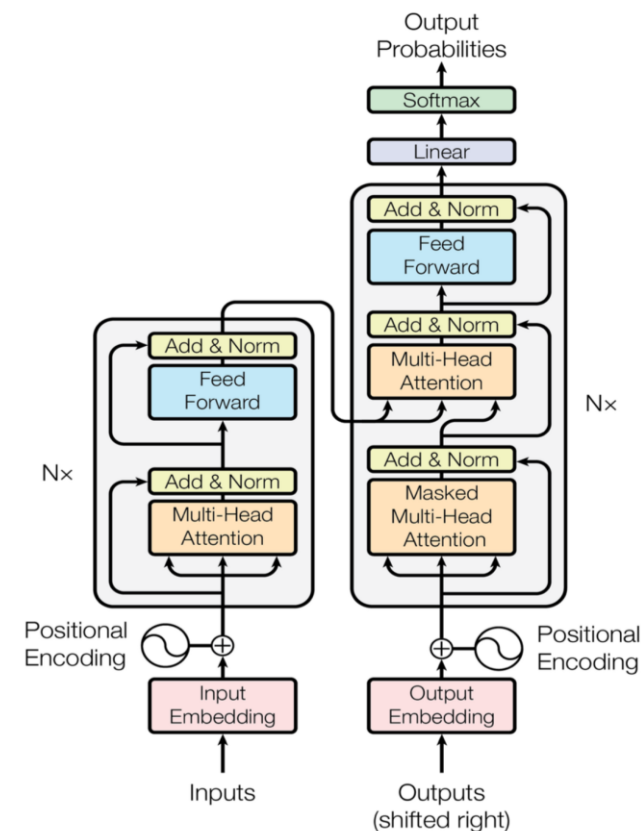 Output
Probabilities
Softmax
Linear
Add & Norm
Feed
Forward
Add & Norm
Multi-Head
Attention
Add & Norm
Masked
Multi-Head
Attention
N×
Add & Norm
Feed
Forward
Add & Norm
Multi-Head
Attention
N×
Positional
Encoding
Positional
Encoding
Input
Embedding
Output
Embedding
Inputs
Outputs
(shifted right)